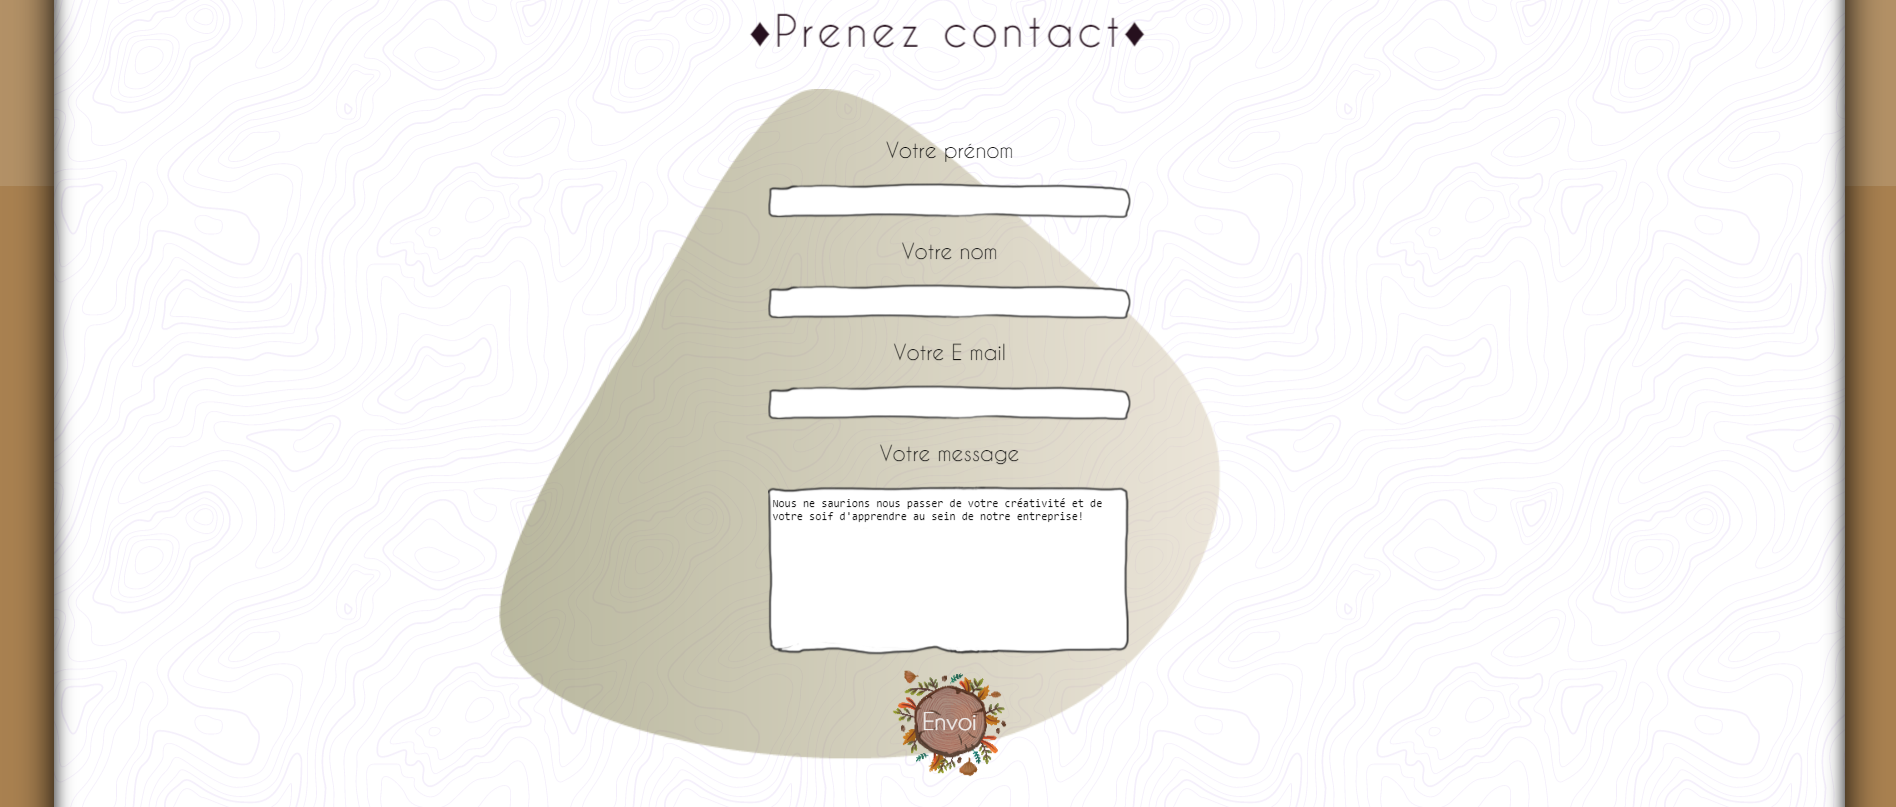 ♦Prenez contact♦
Votre prénom
Votre nom
Votre E mail
Votre message
Nous ne saurions nous passer de votre créativité et de
votre soif d'apprendre au sein de notre entreprise!
Envoi